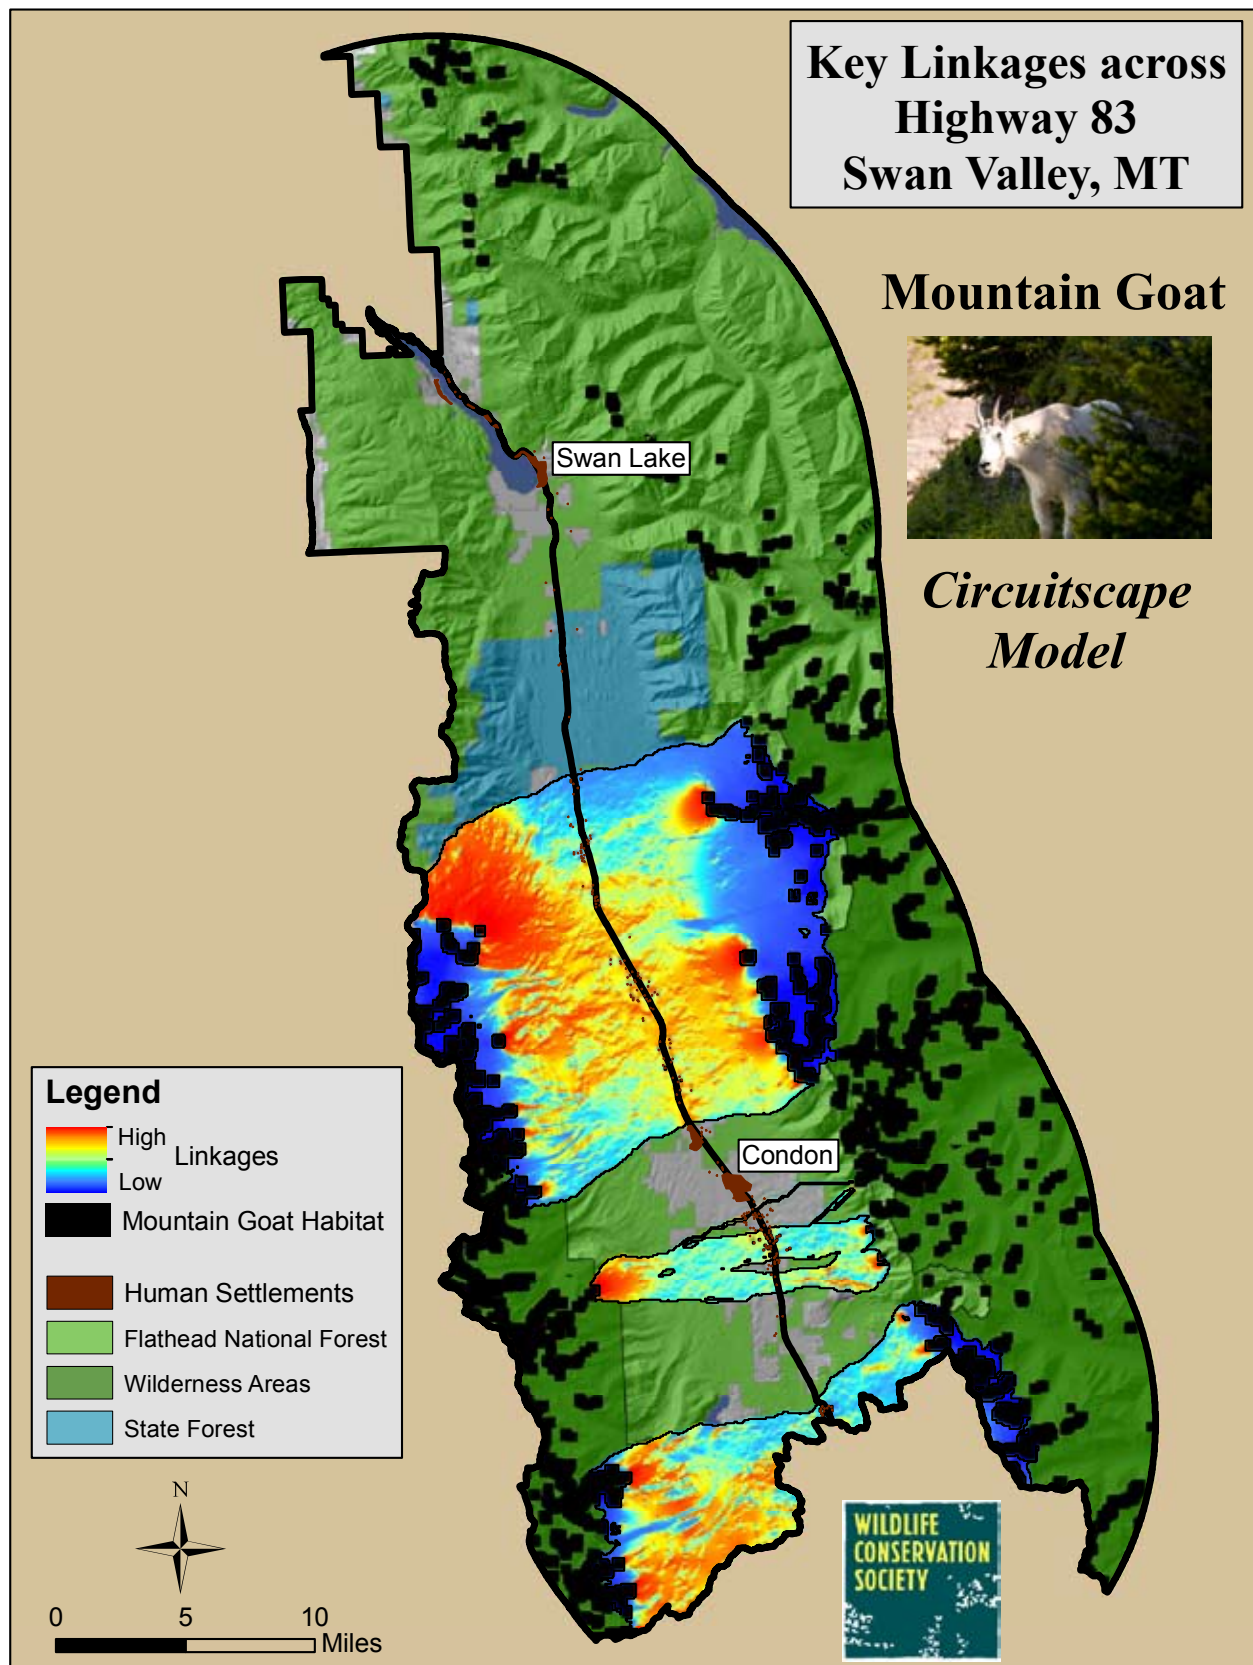 Key Linkages across
Highway 83
Swan Valley, MT
Mountain Goat
Circuitscape
Model
Swan Lake
Condon
Legend
High
Linkages
Low
Mountain Goat Habitat
Human Settlements
Flathead National Forest
Wilderness Areas
State Forest
N
0 5 10
Miles
WILDLIFE
CONSERVATION
SOCIETY